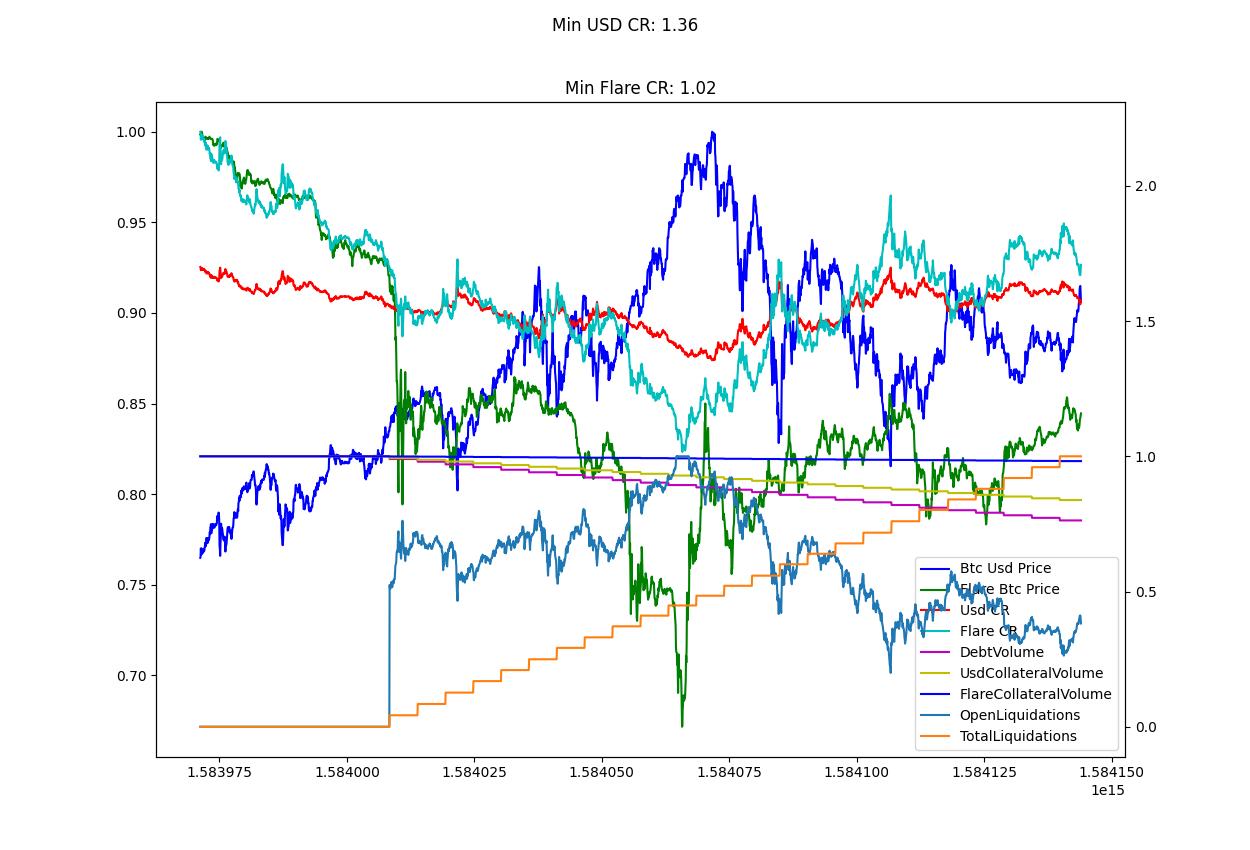 Min USD CR: 1.36
Min Flare CR: 1.02
1.00
0.95
0.90
0.85
0.80
0.75
0.70
2.0
1.5
1.0
0.5
0.0
Btc Usd Price
Flare Btc Price
Usd CR
Flare CR
DebtVolume
UsdCollateralVolume
FlareCollateralVolume
OpenLiquidations
TotalLiquidations
1.583975 1.584000 1.584025 1.584050 1.584075 1.584100 1.584125 1.584150
1e15